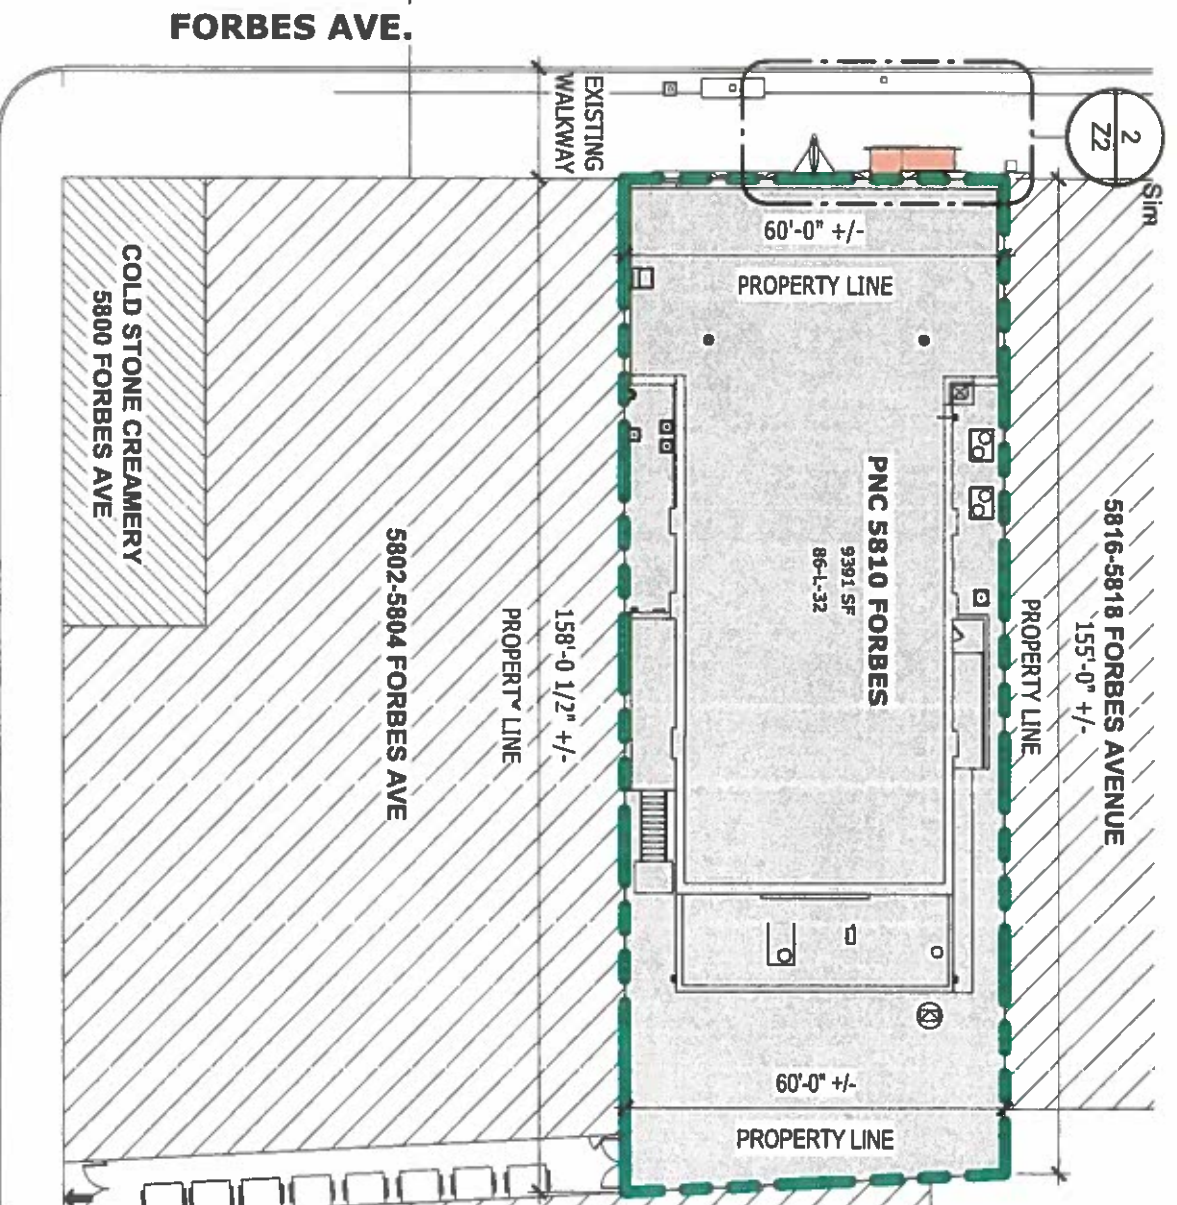 FORBES AVE.
EXISTING
WALKWAY
2
Z2
Sim
60'-0" +/-
PROPERTY LINE
COLD STONE CREAMERY
5800 FORBES AVE
5802-5804 FORBES AVE
158'-0 1/2" +/-
PROPERTY LINE
PNC 5810 FORBES
9391 SF
86-L-32
5816-5818 FORBES AVENUE
155'-0" +/-
PROPERTY LINE
60'-0" +/-
PROPERTY LINE